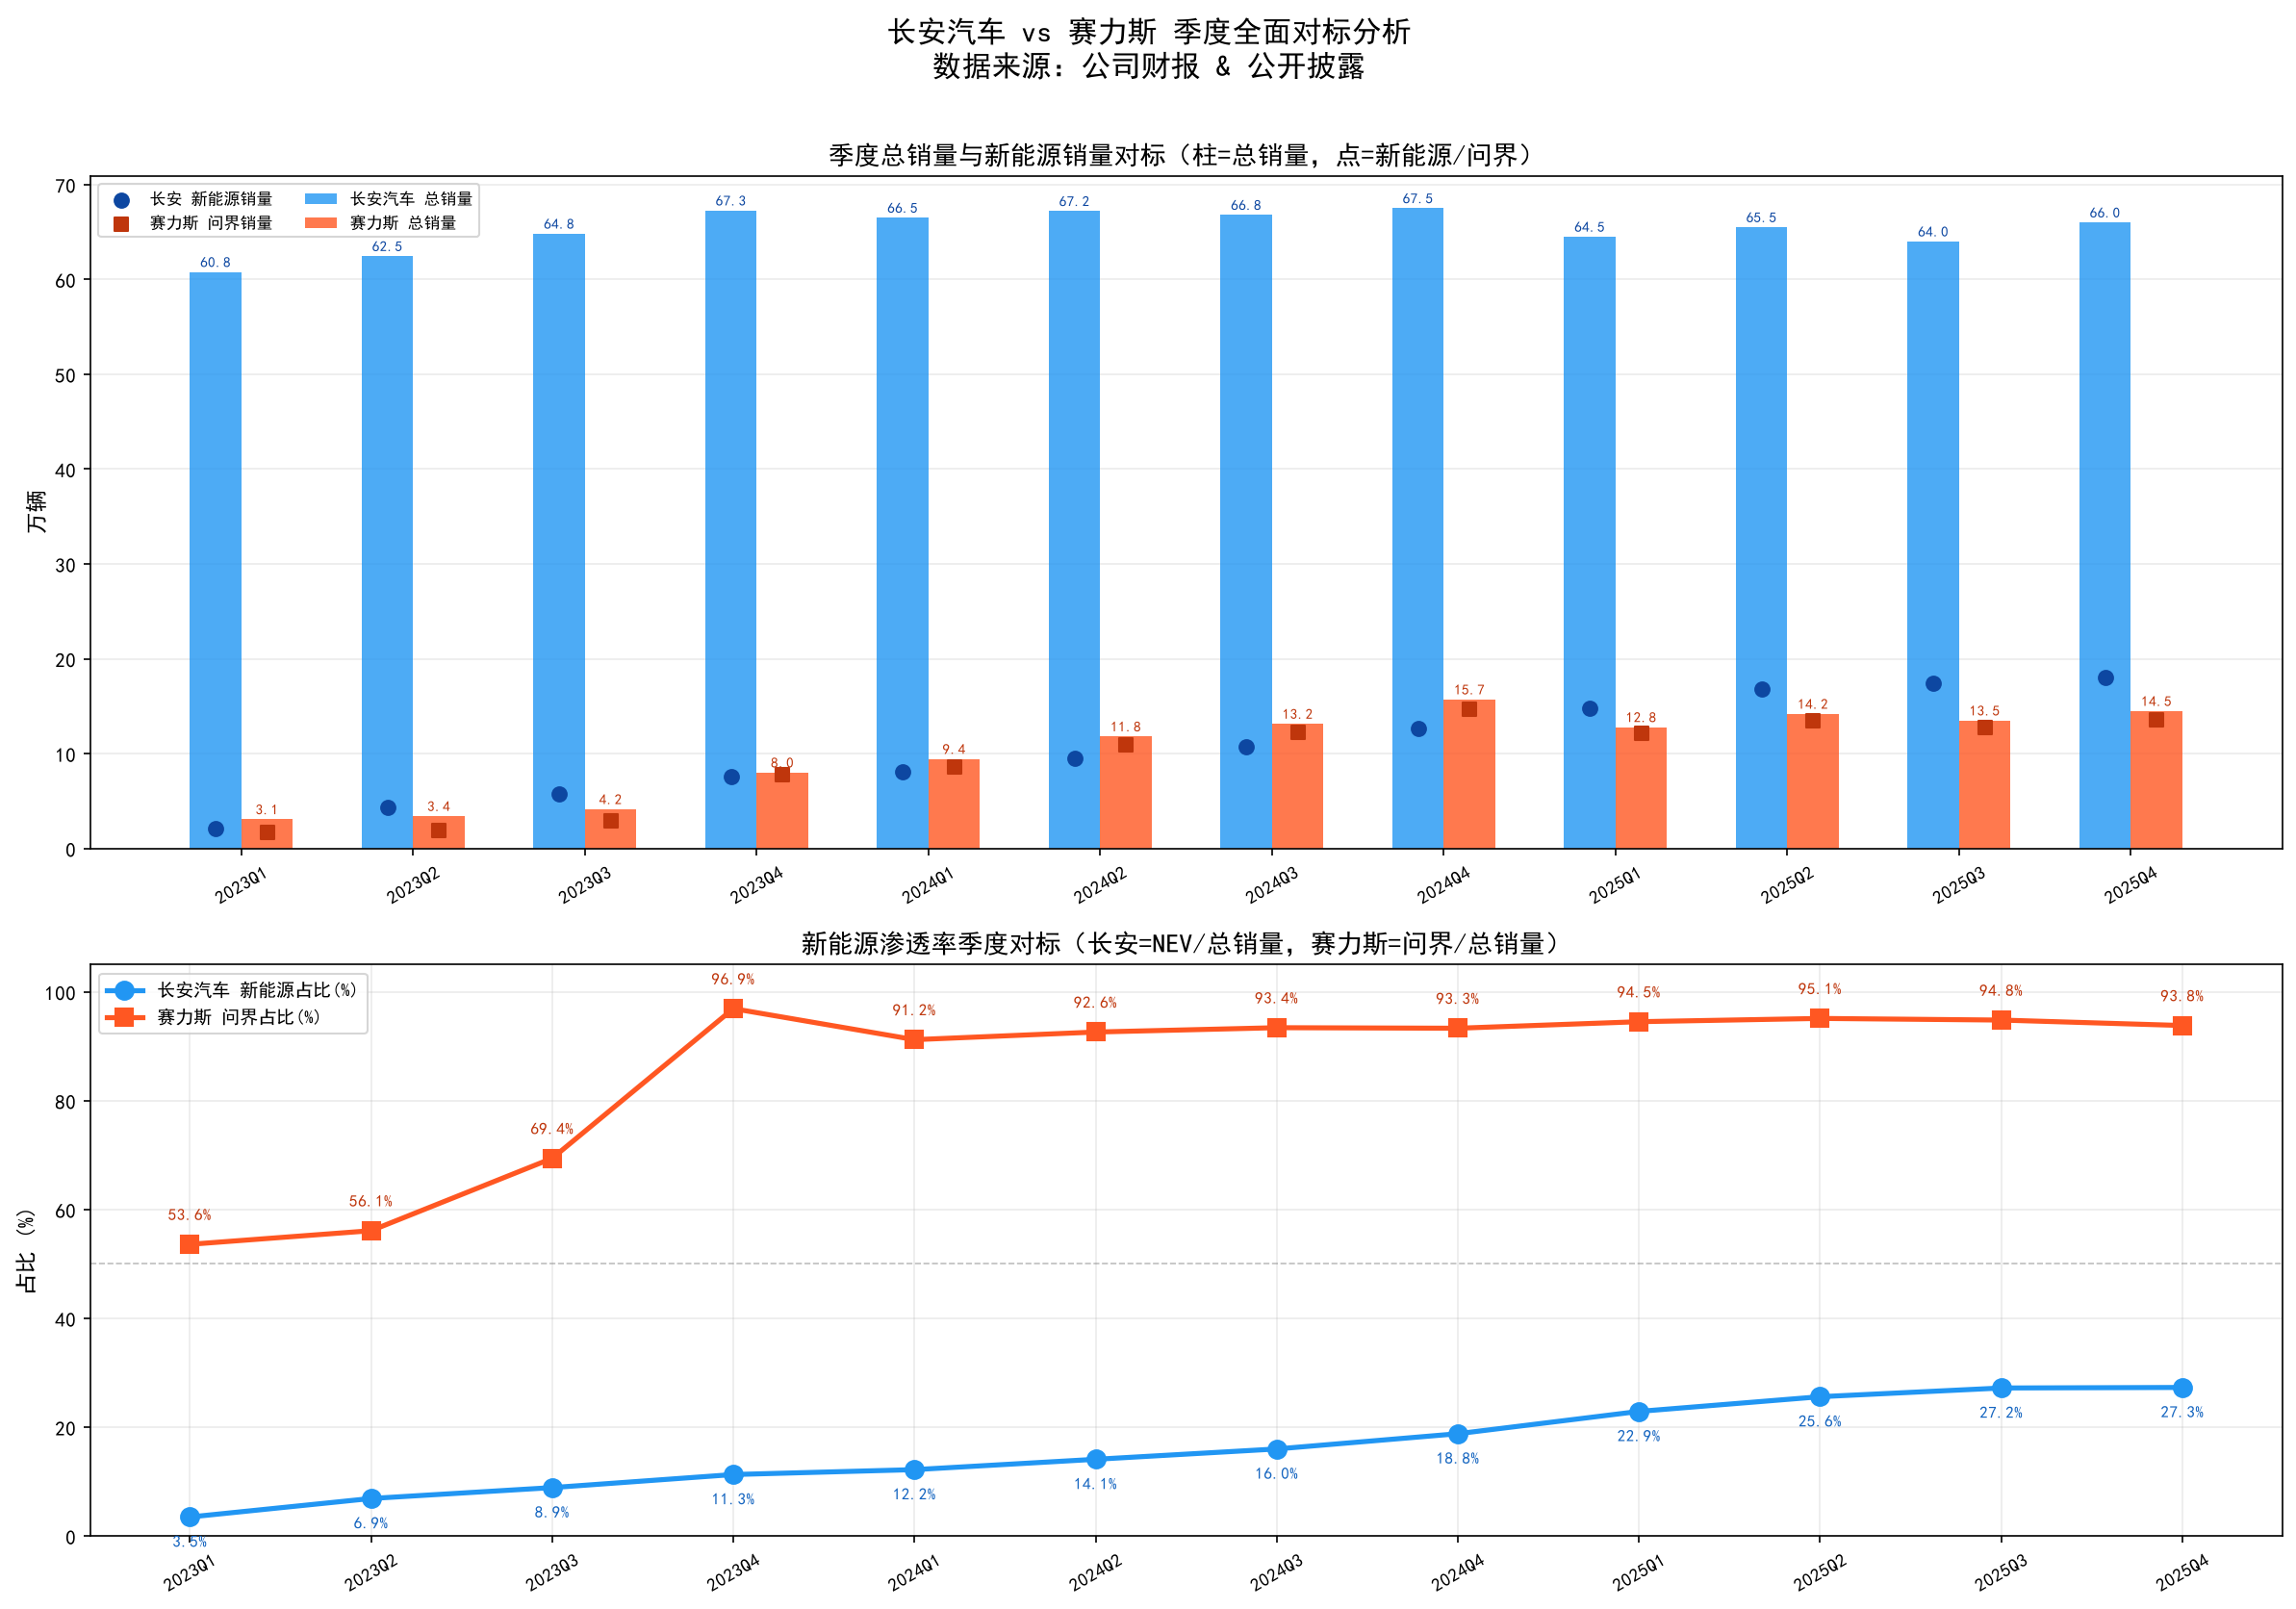 长安汽车 vs 赛力斯 季度全面对标分析
数据来源：公司财报 & 公开披露
季度总销量与新能源销量对标（柱=总销量，点=新能源/问界）
长安 新能源销量
赛力斯 问界销量
长安汽车 总销量
赛力斯 总销量
万辆
70
60
50
40
30
20
10
0
60.8
62.5
64.8
67.3
66.5
67.2
66.8
67.5
64.5
65.5
64.0
66.0
3.1
3.4
4.2
8.0
9.4
11.8
13.2
15.7
12.8
14.2
13.5
14.5
2023Q1
2023Q2
2023Q3
2023Q4
2024Q1
2024Q2
2024Q3
2024Q4
2025Q1
2025Q2
2025Q3
2025Q4
新能源渗透率季度对标（长安=NEV/总销量，赛力斯=问界/总销量）
长安汽车 新能源占比(%)
赛力斯 问界占比(%)
占比 (%)
100
80
60
40
20
0
53.6%
56.1%
69.4%
96.9%
91.2%
92.6%
93.4%
93.3%
94.5%
95.1%
94.8%
93.8%
3.5%
6.9%
8.9%
11.3%
12.2%
14.1%
16.0%
18.8%
22.9%
25.6%
27.2%
27.3%
2023Q1
2023Q2
2023Q3
2023Q4
2024Q1
2024Q2
2024Q3
2024Q4
2025Q1
2025Q2
2025Q3
2025Q4